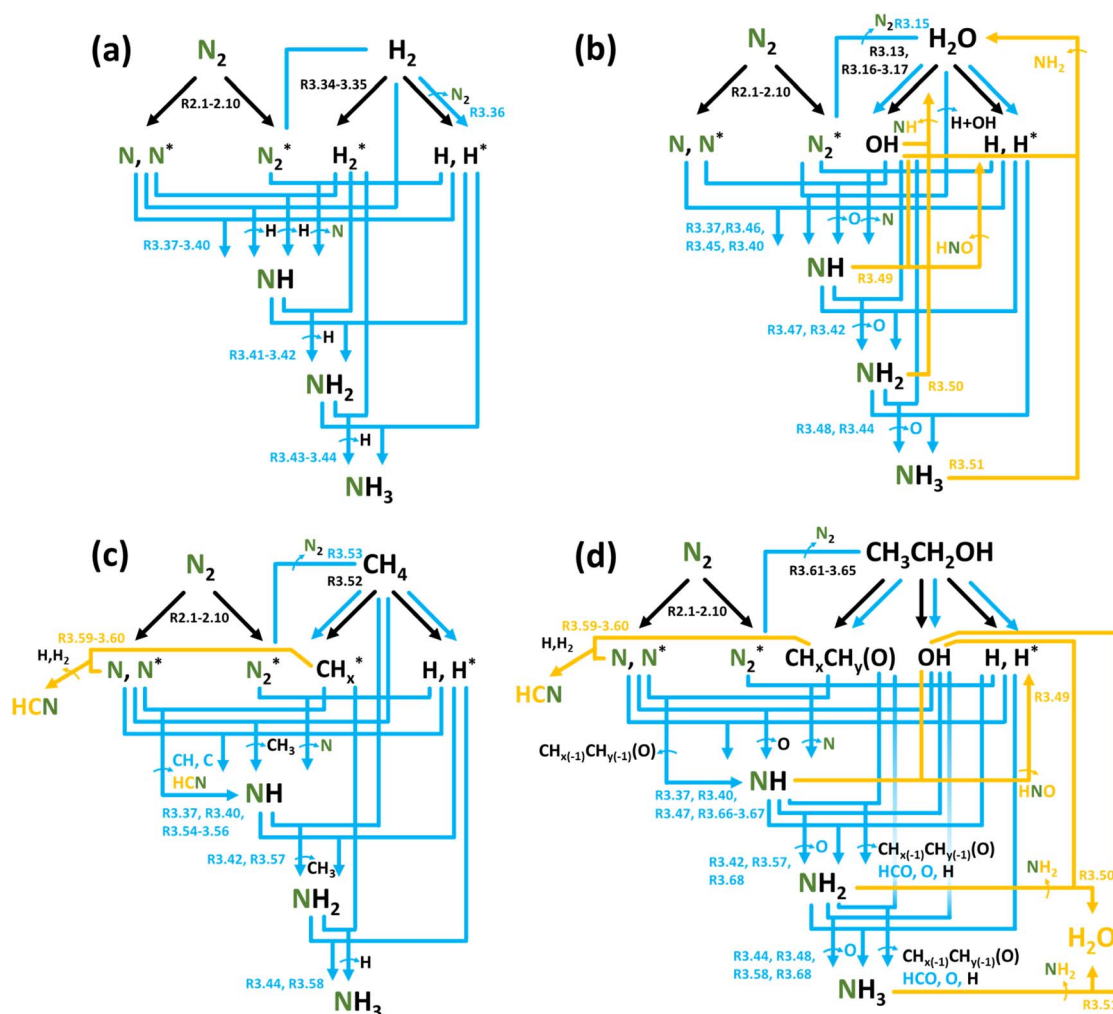 (a)
N₂
H₂
R2.1-2.10
R3.34-3.35
N₂
R3.36
N, N*
N₂*
H₂*
H, H*
R3.37-3.40
H
H
N
NH
R3.41-3.42
H
NH₂
R3.43-3.44
H
NH₃
(b)
N₂
N₂
R3.15
H₂O
R3.13,
R3.16-3.17
NH₂
R2.1-2.10
NH
H+OH
N, N*
N₂*
OH
H, H*
R3.37,R3.46,
R3.45, R3.40
O
N
HNO
NH
R3.49
R3.47, R3.42
O
NH₂
R3.50
R3.48, R3.44
O
NH₃
R3.51
(c)
N₂
N₂
R3.53
CH₄
R3.52
R2.1-2.10
R3.59-3.60
H,H₂
N, N*
N₂*
CHₓ*
H, H*
HCN
CH, C
HCN
CH₃
N
NH
R3.37, R3.40,
R3.54-3.56
R3.42, R3.57
CH₃
NH₂
R3.44, R3.58
H
NH₃
(d)
N₂
N₂
CH₃CH₂OH
R3.61-3.65
R2.1-2.10
R3.59-3.60
H,H₂
N, N*
N₂*
CHₓCHᵧ(O)
OH
H, H*
HCN
R3.49
CHₓ₍₋₁₎CHᵧ₍₋₁₎(O)
O
N
NH
HNO
R3.37, R3.40,
R3.47, R3.66-3.67
R3.42, R3.57,
R3.68
O
CHₓ₍₋₁₎CHᵧ₍₋₁₎(O)
HCO, O, H
NH₂
NH₂
R3.50
H₂O
R3.44, R3.48,
R3.58, R3.68
O
CHₓ₍₋₁₎CHᵧ₍₋₁₎(O)
HCO, O, H
NH₂
NH₃
R3.51